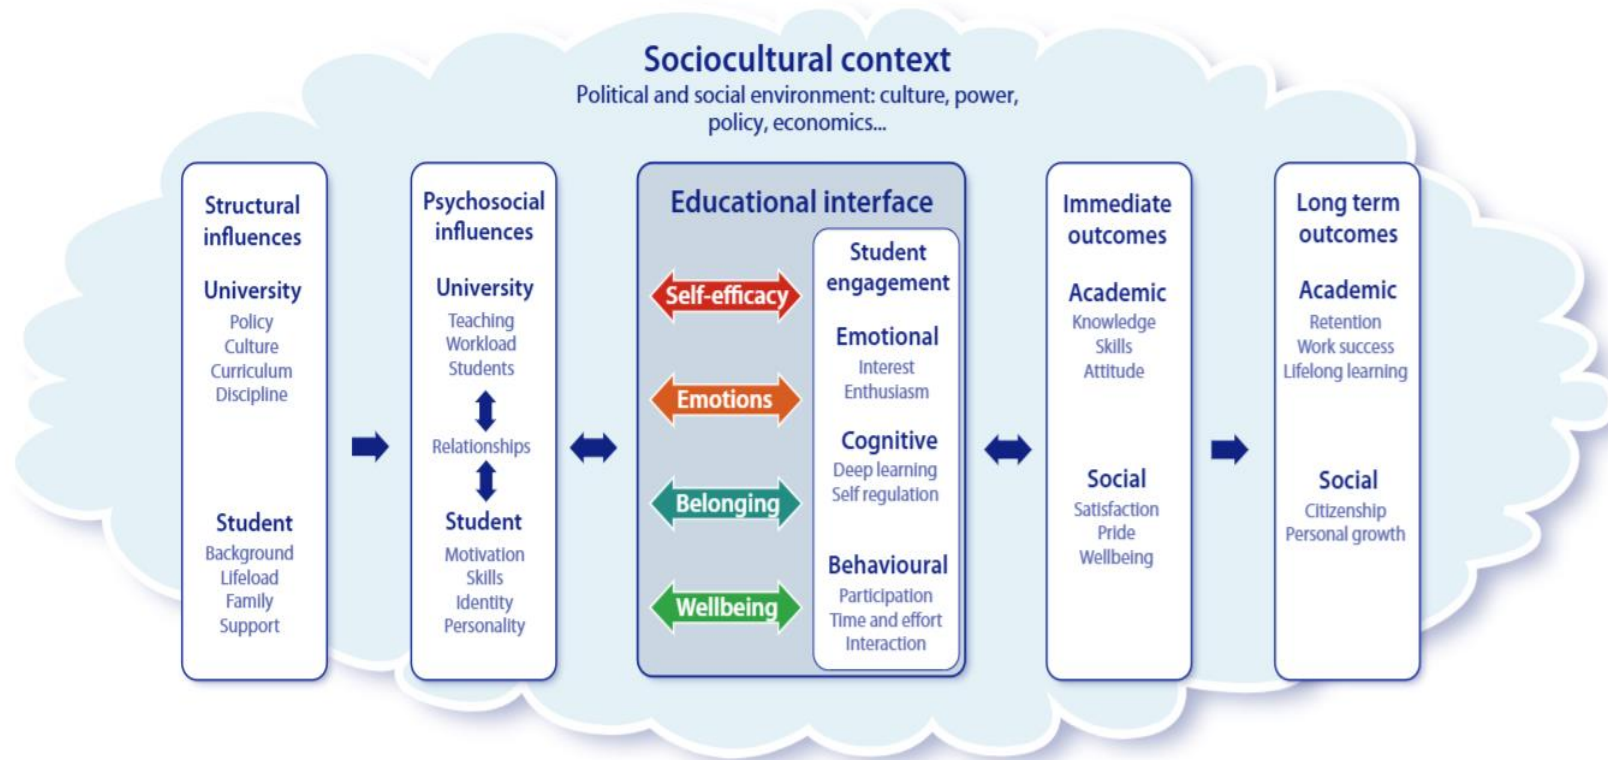 Sociocultural context
Political and social environment: culture, power,
policy, economics...
Structural
influences
University
Policy
Culture
Curriculum
Discipline
Student
Background
Lifeload
Family
Support
Psychosocial
influences
University
Teaching
Workload
Students
Relationships
Student
Motivation
Skills
Identity
Personality
Educational interface
Self-efficacy
Emotions
Belonging
Wellbeing
Student
engagement
Emotional
Interest
Enthusiasm
Cognitive
Deep learning
Self regulation
Behavioural
Participation
Time and effort
Interaction
Immediate
outcomes
Academic
Knowledge
Skills
Attitude
Social
Satisfaction
Pride
Wellbeing
Long term
outcomes
Academic
Retention
Work success
Lifelong learning
Social
Citizenship
Personal growth